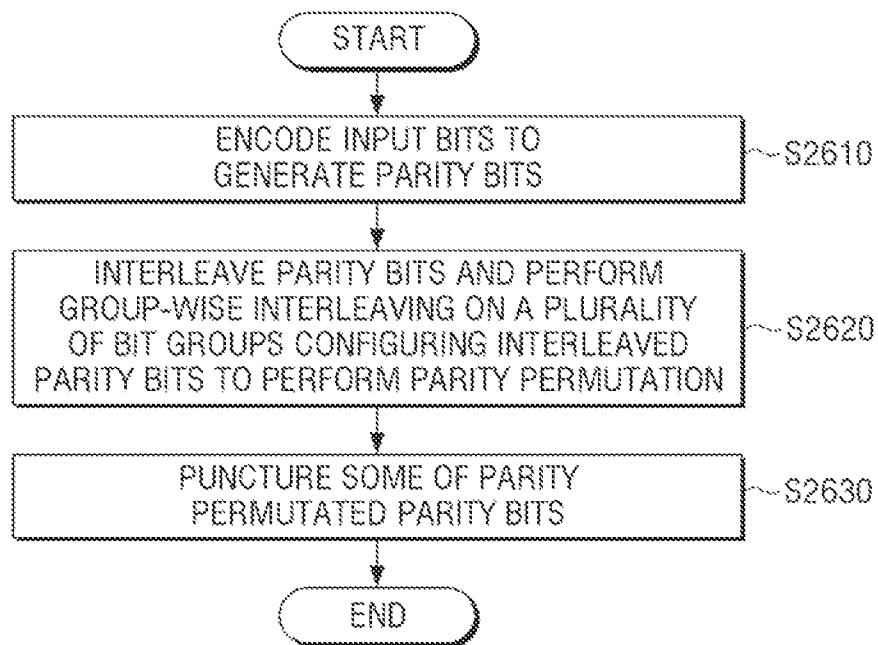 START
ENCODE INPUT BITS TO
GENERATE PARITY BITS
S2610
INTERLEAVE PARITY BITS AND PERFORM
GROUP-WISE INTERLEAVING ON A PLURALITY
OF BIT GROUPS CONFIGURING INTERLEAVED
PARITY BITS TO PERFORM PARITY PERMUTATION
S2620
PUNCTURE SOME OF PARITY
PERMUTATED PARITY BITS
S2630
END